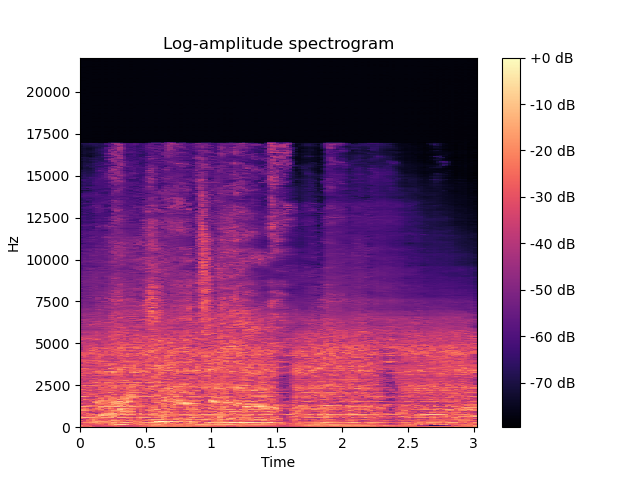 Log-amplitude spectrogram
Hz
20000
17500
15000
12500
10000
7500
5000
2500
0
0 0.5 1 1.5 2 2.5 3
Time
+0 dB
-10 dB
-20 dB
-30 dB
-40 dB
-50 dB
-60 dB
-70 dB